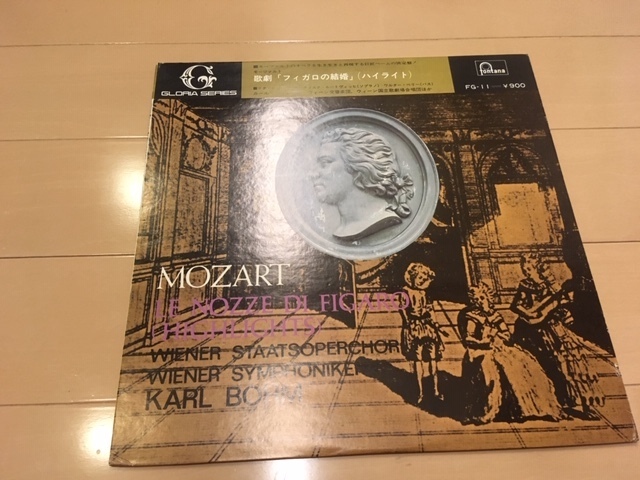 G
GLORIA SERIES
歌劇「フィガロの結婚」(ハイライト)
fontana
FG-11 ¥900
MOZART
LE NOZZE DI FIGARO
(HIGHLIGHTS)
WIENER STAATSOPERCHOR
WIENER SYMPHONIKER
KARL BÖHM